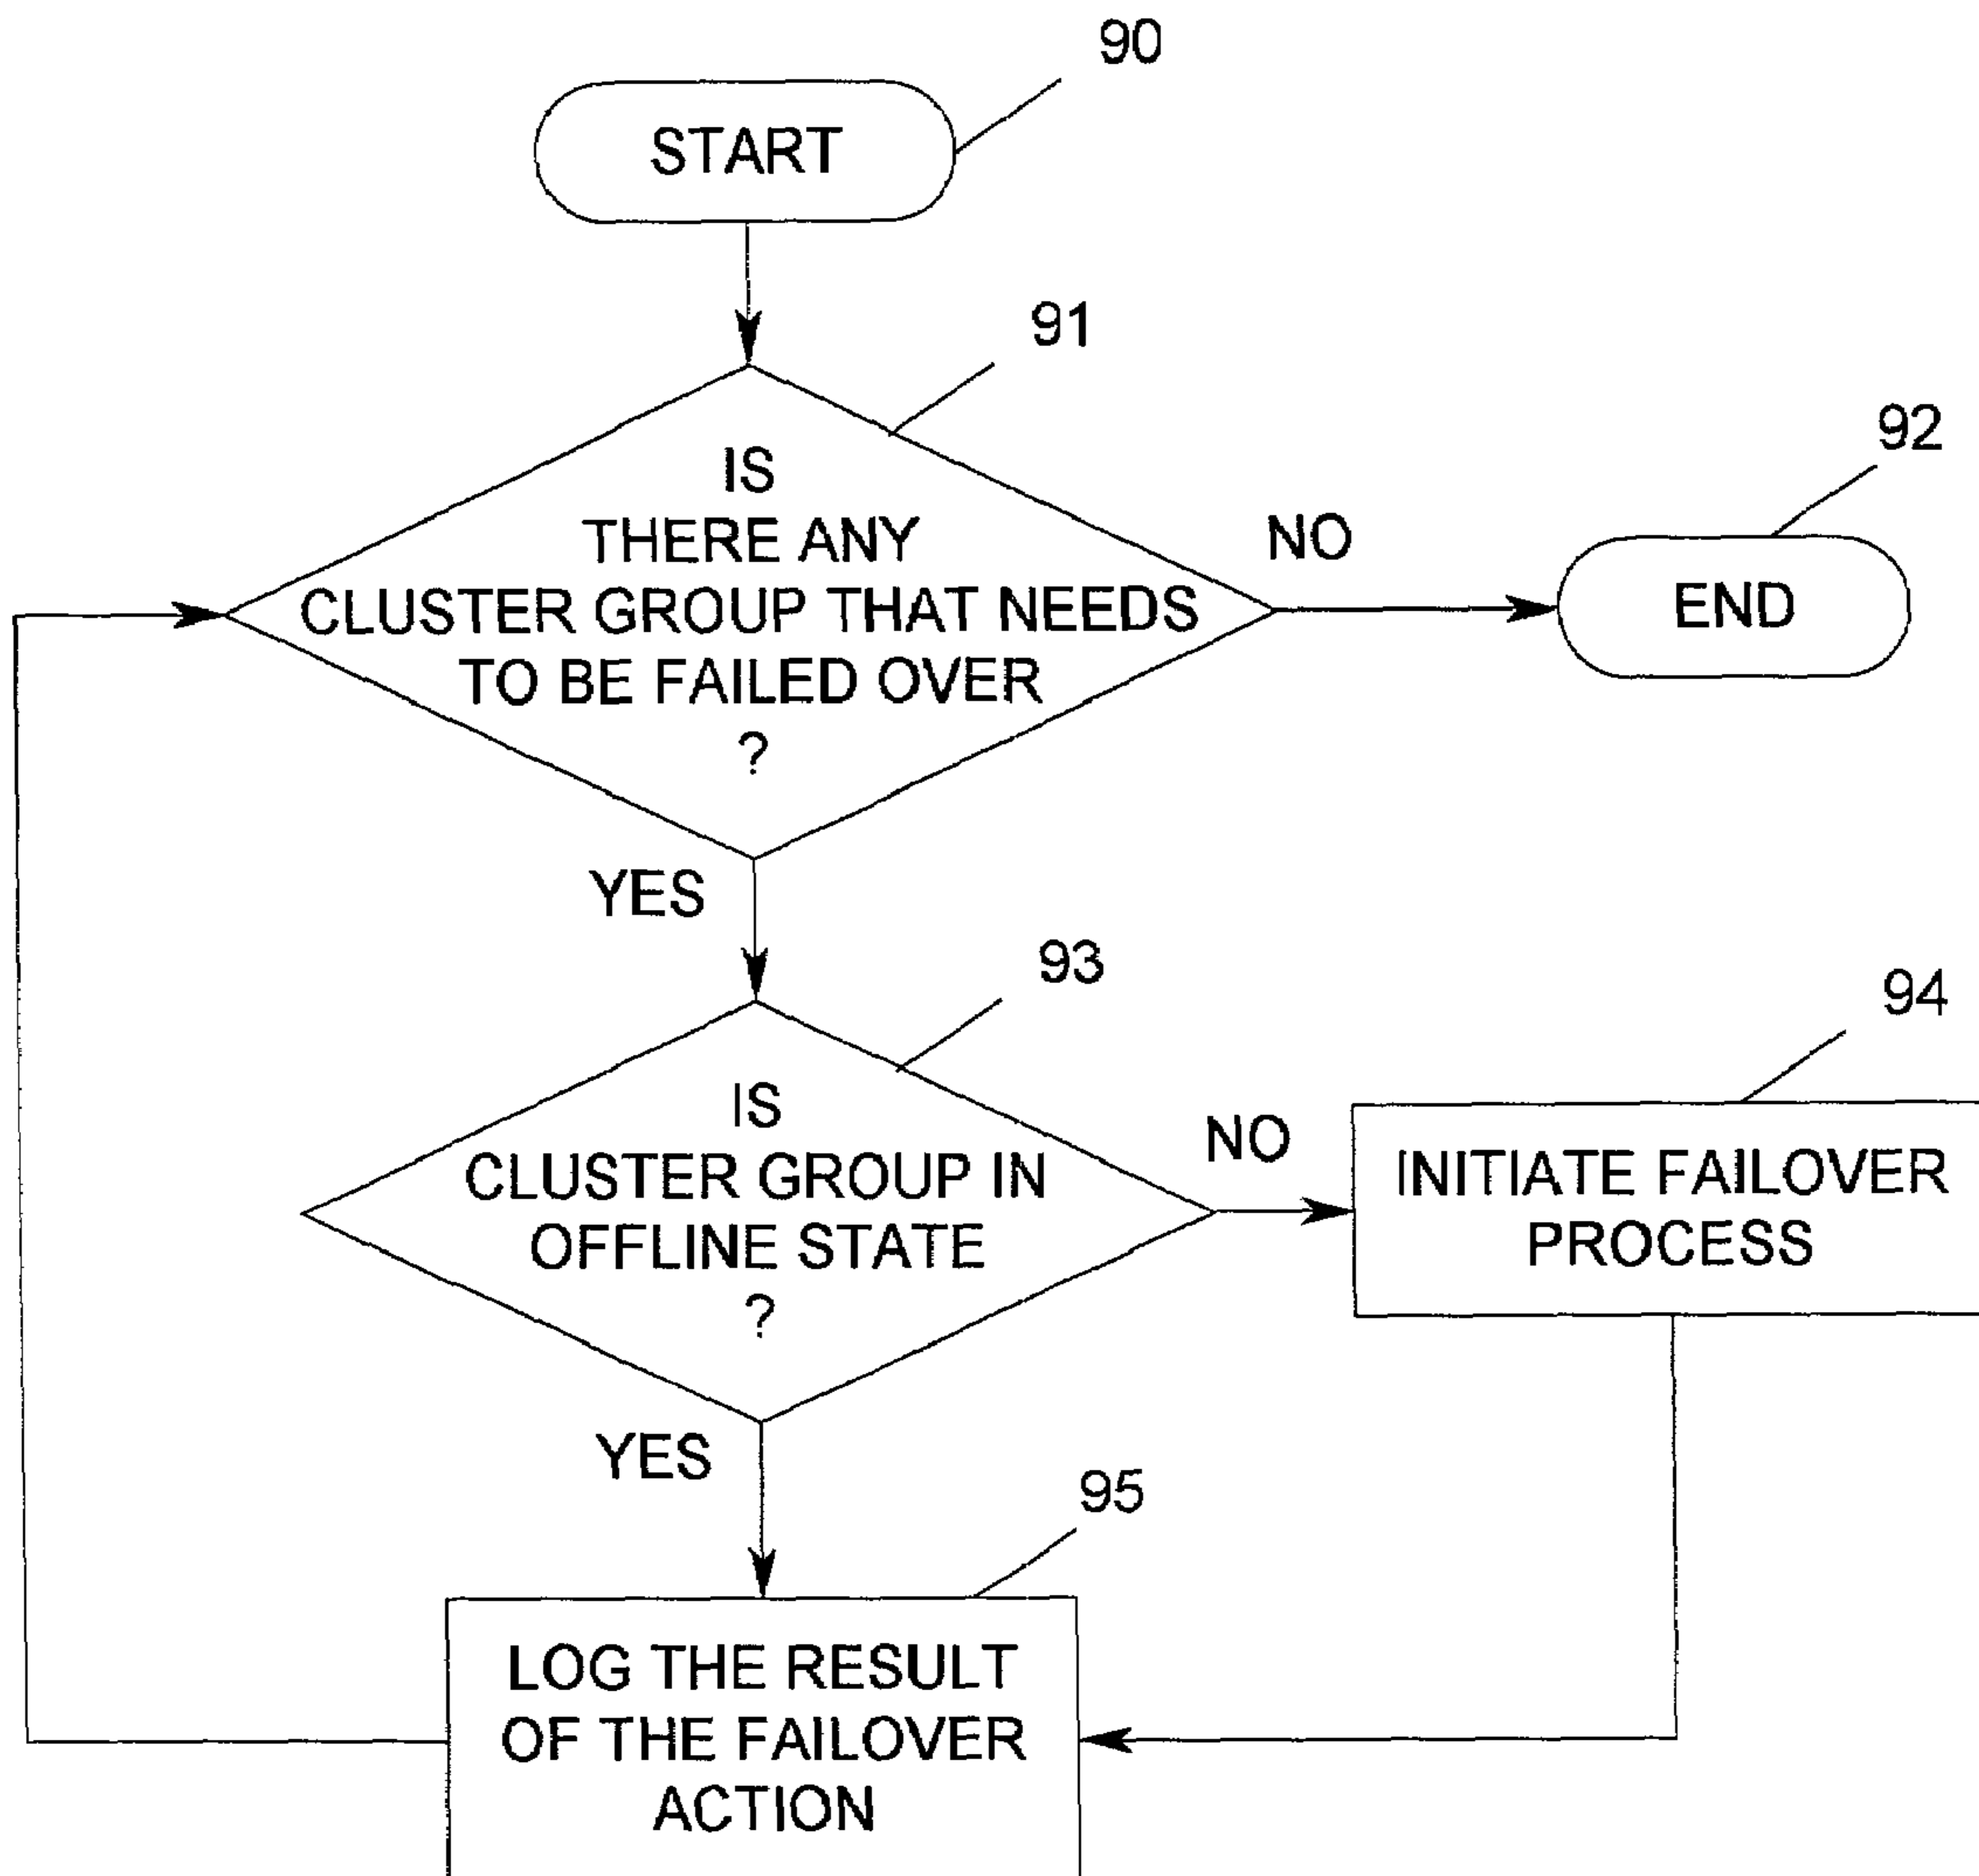 90
START
91
IS
THERE ANY
CLUSTER GROUP THAT NEEDS
TO BE FAILED OVER
?
NO
92
END
YES
93
IS
CLUSTER GROUP IN
OFFLINE STATE
?
NO
94
INITIATE FAILOVER
PROCESS
YES
95
LOG THE RESULT
OF THE FAILOVER
ACTION